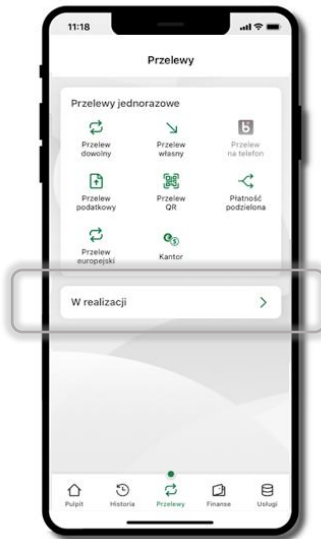 11:18
Przelewy
Przelewy jednorazowe
Przelew
dowolny
Przelew
własny
Przelew
na telefon
Przelew
podatkowy
Przelew
QR
Płatność
podzielona
Przelew
europejski
Kantor
W realizacji
Pulpit
Historia
Przelewy
Finanse
Usługi